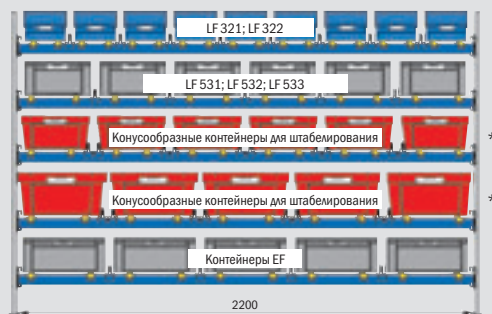 LF 321; LF 322
LF 531; LF 532; LF 533
Конусообразные контейнеры для штабелирования
*
Конусообразные контейнеры для штабелирования
*
Контейнеры EF
2200